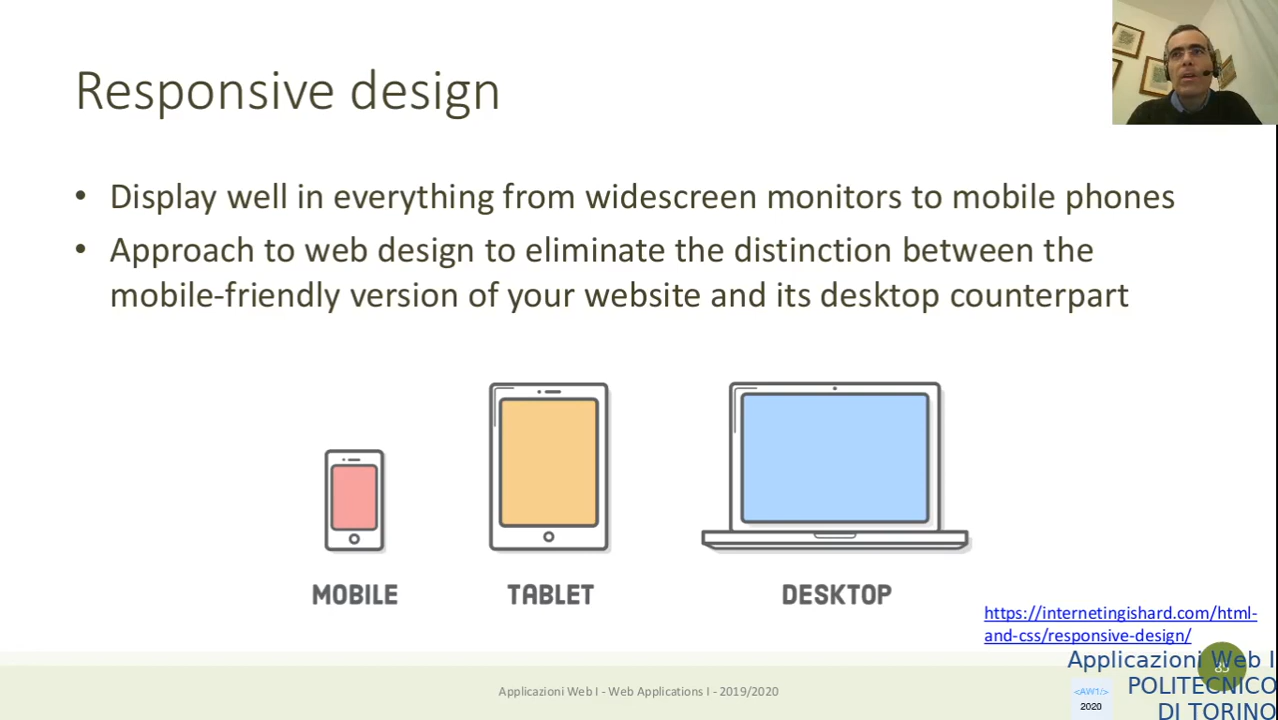 Responsive design
• Display well in everything from widescreen monitors to mobile phones
• Approach to web design to eliminate the distinction between the
mobile-friendly version of your website and its desktop counterpart
MOBILE
TABLET
DESKTOP
https://internetingishard.com/html-
and-css/responsive-design/
Applicazioni Web I - Web Applications I - 2019/2020
<AW1/>
2020
Applicazioni Web I
POLITECNICO
DI TORINO